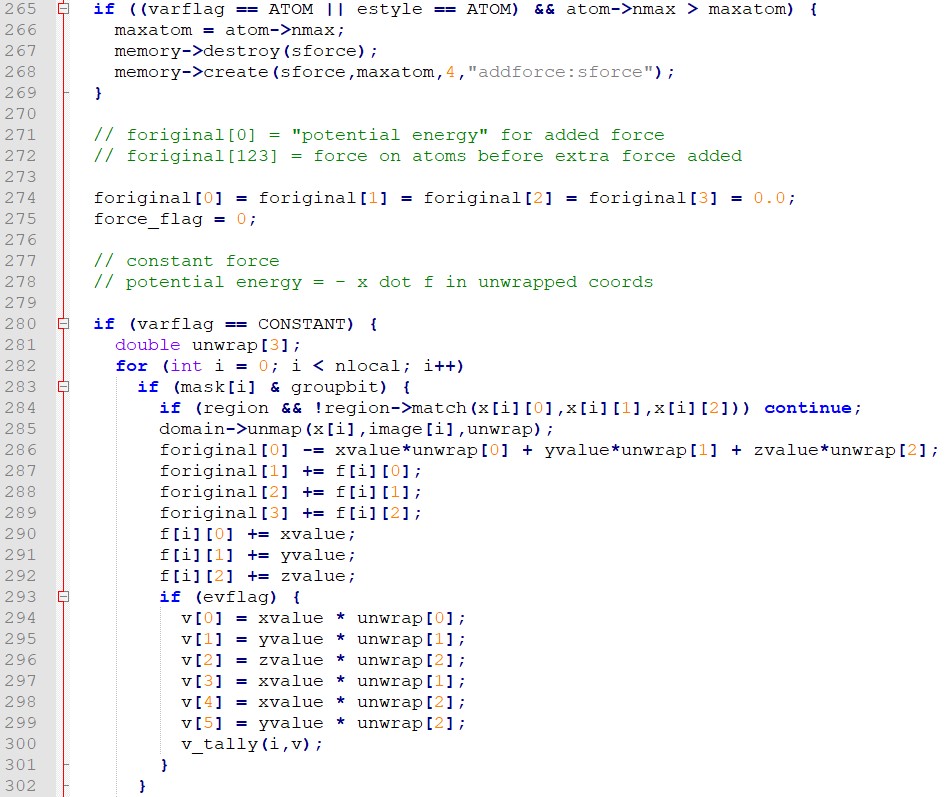 265 if ((varflag == ATOM || estyle == ATOM) && atom->nmax > maxatom) {
266 maxatom = atom->nmax;
267 memory->destroy(sforce);
268 memory->create(sforce,maxatom,4,"addforce:sforce");
269 }
270
271 // foriginal[0] = "potential energy" for added force
272 // foriginal[123] = force on atoms before extra force added
273
274 foriginal[0] = foriginal[1] = foriginal[2] = foriginal[3] = 0.0;
275 force_flag = 0;
276
277 // constant force
278 // potential energy = - x dot f in unwrapped coords
279
280 if (varflag == CONSTANT) {
281 double unwrap[3];
282 for (int i = 0; i < nlocal; i++)
283 if (mask[i] & groupbit) {
284 if (region && !region->match(x[i][0],x[i][1],x[i][2])) continue;
285 domain->unmap(x[i],image[i],unwrap);
286 foriginal[0] -= xvalue*unwrap[0] + yvalue*unwrap[1] + zvalue*unwrap[2];
287 foriginal[1] += f[i][0];
288 foriginal[2] += f[i][1];
289 foriginal[3] += f[i][2];
290 f[i][0] += xvalue;
291 f[i][1] += yvalue;
292 f[i][2] += zvalue;
293 if (evflag) {
294 v[0] = xvalue * unwrap[0];
295 v[1] = yvalue * unwrap[1];
296 v[2] = zvalue * unwrap[2];
297 v[3] = xvalue * unwrap[1];
298 v[4] = xvalue * unwrap[2];
299 v[5] = yvalue * unwrap[2];
300 v_tally(i,v);
301 }
302 }